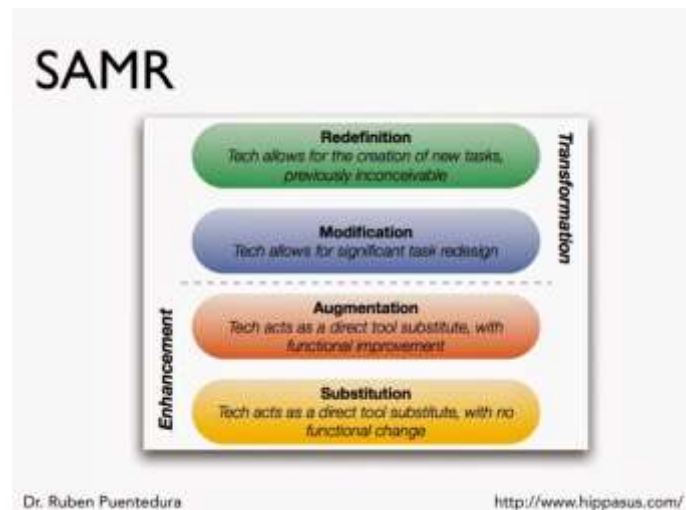 SAMR
Redefinition
Tech allows for the creation of new tasks,
previously inconceivable
Transformation
Modification
Tech allows for significant task redesign
Augmentation
Tech acts as a direct tool substitute, with
functional improvement
Enhancement
Substitution
Tech acts as a direct tool substitute, with no
functional change
Dr. Ruben Puentedura
http://www.hippasus.com/